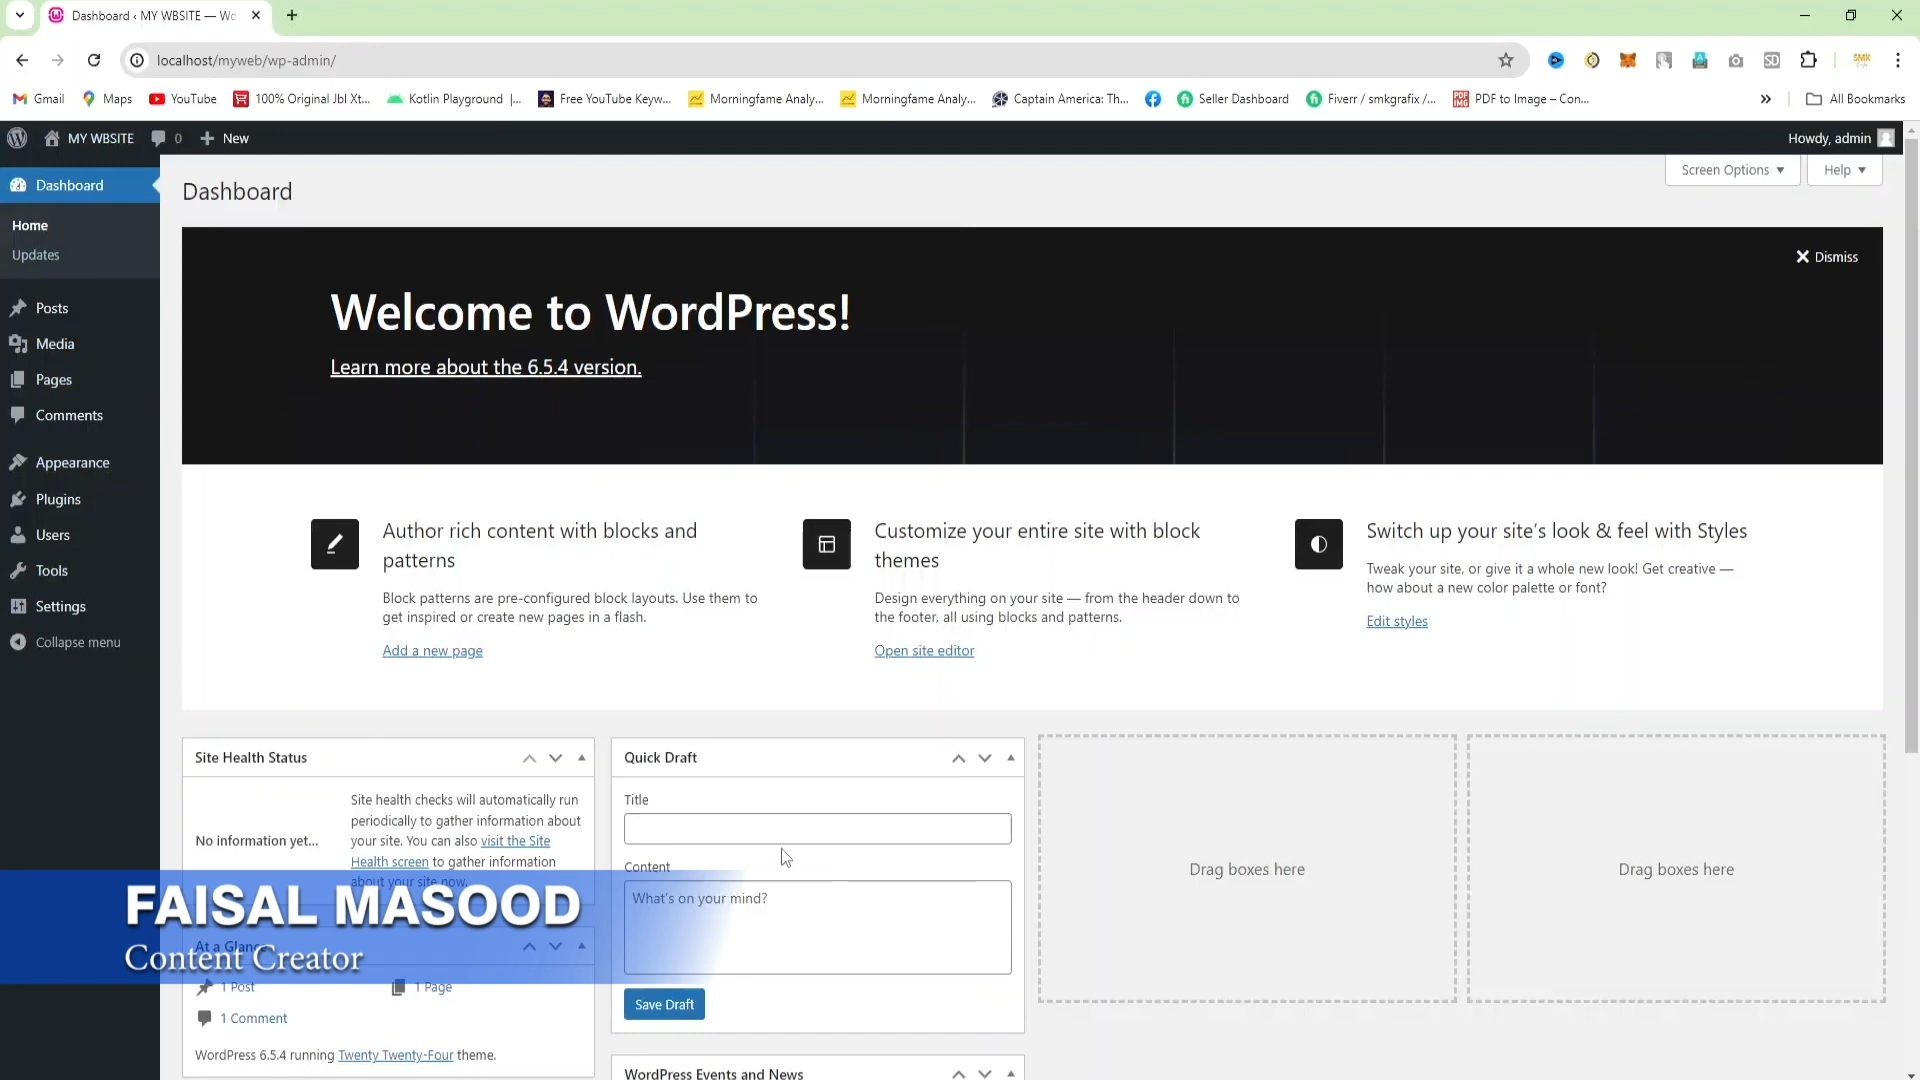 Dashboard ‹ MY WBSITE — Wo
localhost/myweb/wp-admin/
Gmail
Maps
YouTube
100% Original Jbl Xt...
Kotlin Playground |...
Free YouTube Keyw...
Morningfame Analy...
Morningfame Analy...
Captain America: Th...
Seller Dashboard
Fiverr / smkgrafix /...
PDF to Image – Con...
All Bookmarks
MY WBSITE
0
New
Howdy, admin
Screen Options
Help
Dashboard
Home
Updates
Posts
Media
Pages
Comments
Appearance
Plugins
Users
Tools
Settings
Collapse menu
Dashboard
Dismiss
Welcome to WordPress!
Learn more about the 6.5.4 version.
Author rich content with blocks and
patterns
Block patterns are pre-configured block layouts. Use them to
get inspired or create new pages in a flash.
Add a new page
Customize your entire site with block
themes
Design everything on your site — from the header down to
the footer, all using blocks and patterns.
Open site editor
Switch up your site’s look & feel with Styles
Tweak your site, or give it a whole new look! Get creative —
how about a new color palette or font?
Edit styles
Site Health Status
No information yet...
Site health checks will automatically run
periodically to gather information about
your site. You can also visit the Site
Health screen to gather information
about your site now.
FAISAL MASOOD
Content Creator
At a Glance
1 Post
1 Page
1 Comment
WordPress 6.5.4 running Twenty Twenty-Four theme.
Quick Draft
Title
Content
What’s on your mind?
Save Draft
WordPress Events and News
Drag boxes here
Drag boxes here